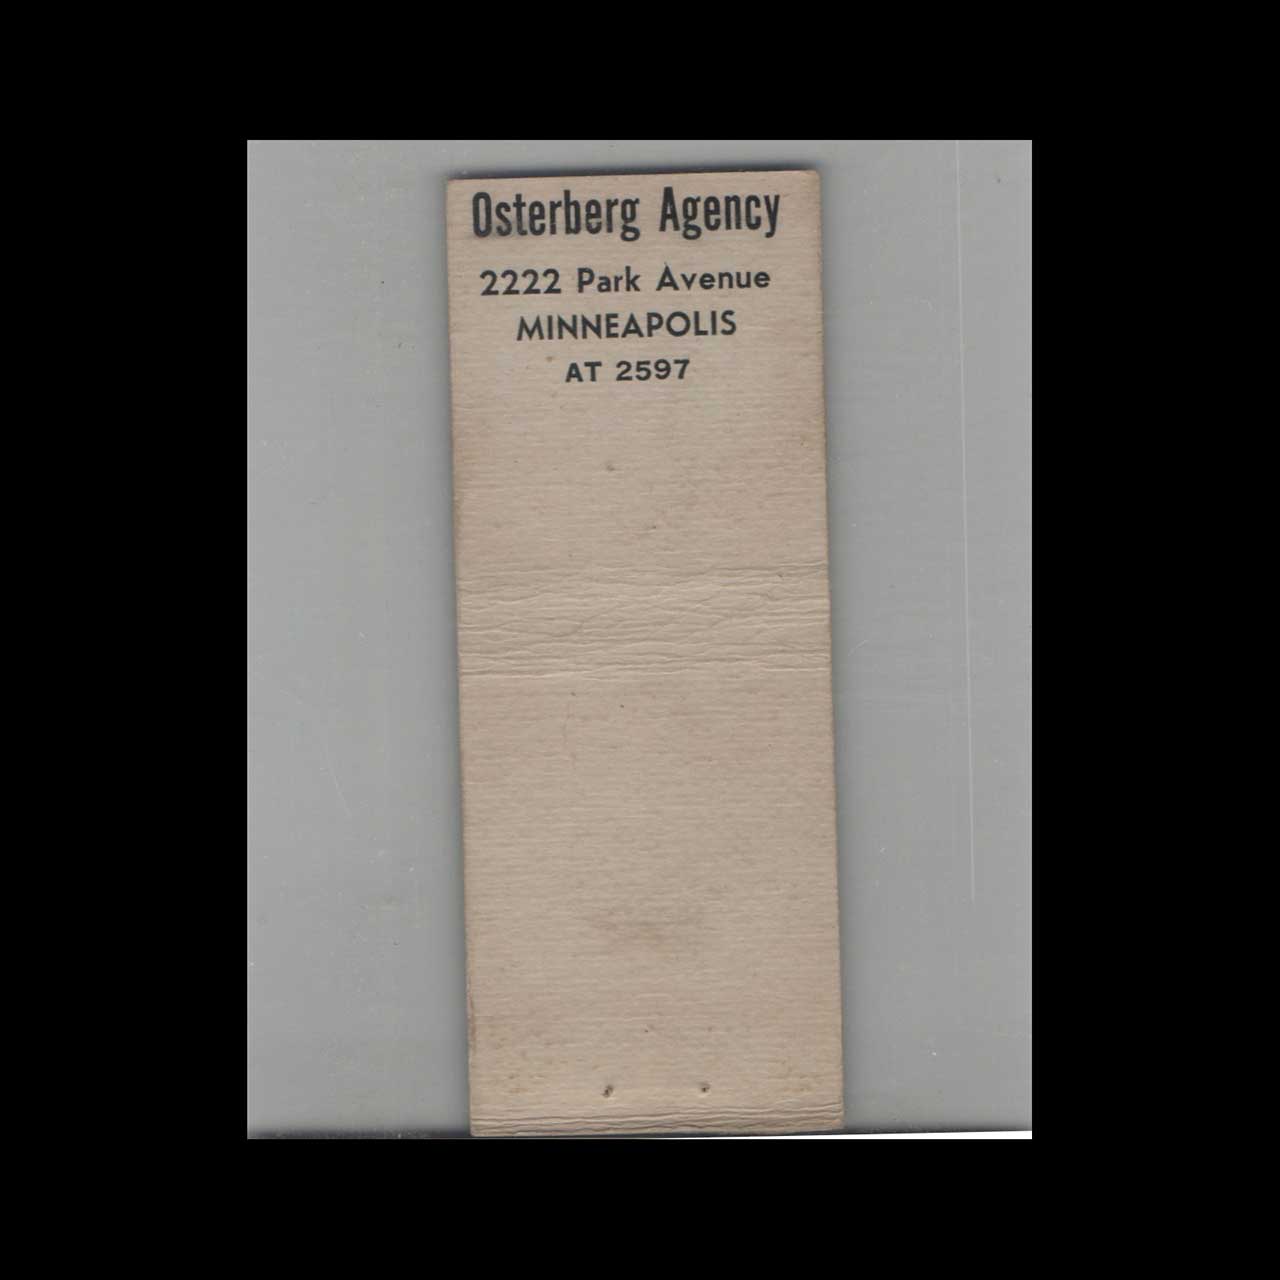 Osterberg Agency
2222 Park Avenue
MINNEAPOLIS
AT 2597